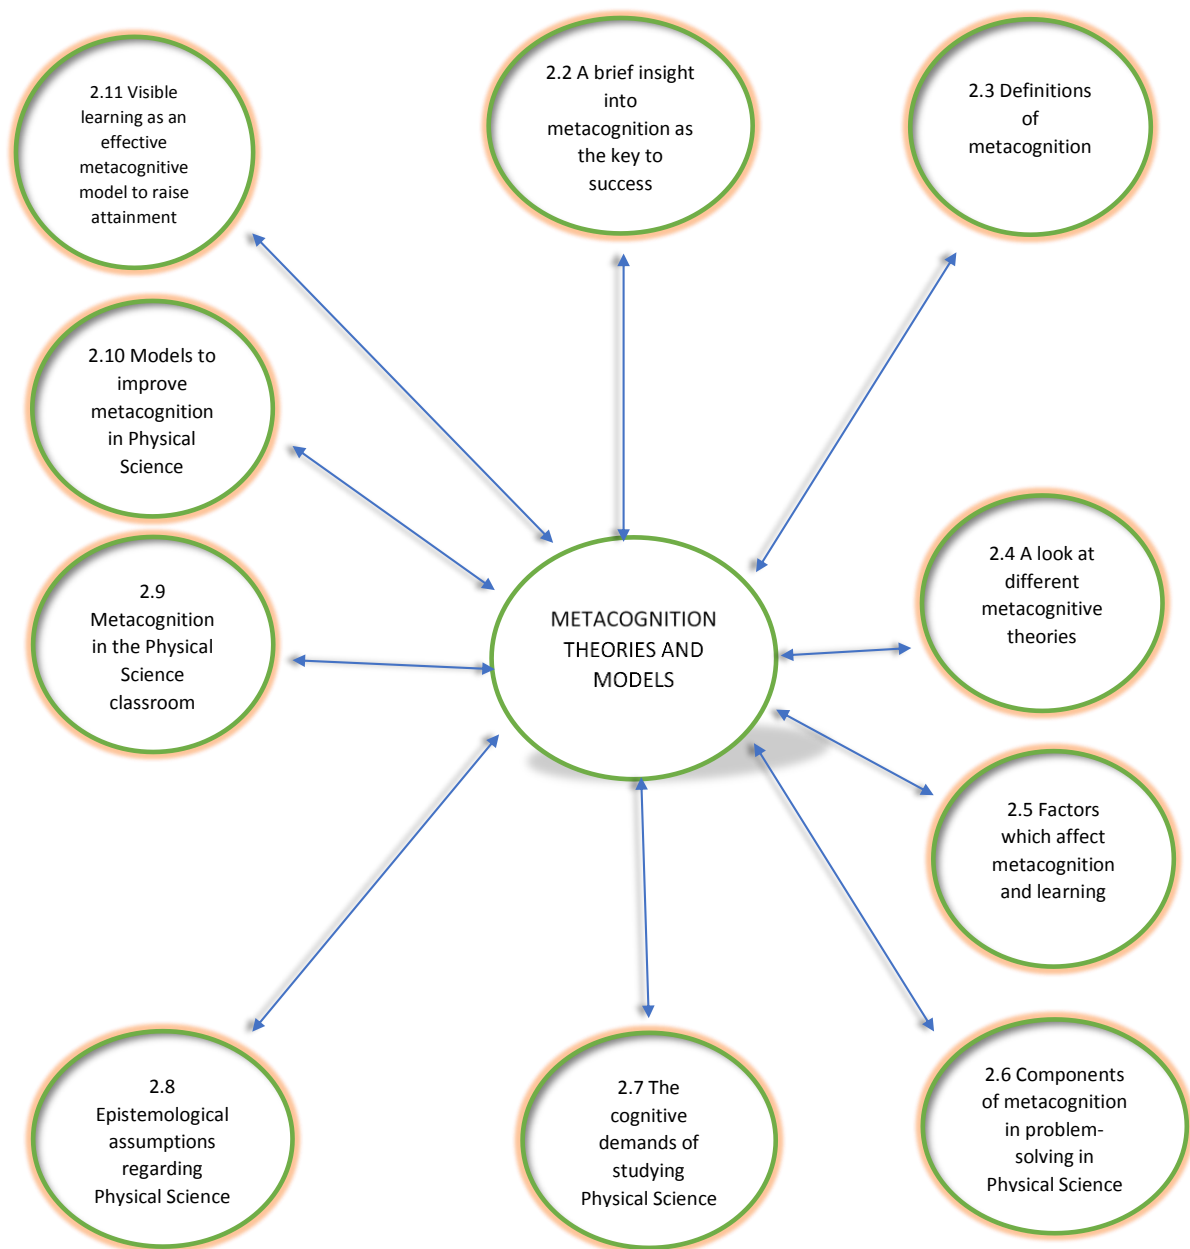 2.11 Visible
learning as an
effective
metacognitive
model to raise
attainment
2.2 A brief insight
into
metacognition as
the key to
success
2.3 Definitions
of
metacognition
2.10 Models to
improve
metacognition
in Physical
Science
2.9
Metacognition
in the Physical
Science
classroom
METACOGNITION
THEORIES AND
MODELS
2.4 A look at
different
metacognitive
theories
2.5 Factors
which affect
metacognition
and learning
2.6 Components
of metacognition
in problem-
solving in
Physical Science
2.7 The
cognitive
demands of
studying
Physical Science
2.8
Epistemological
assumptions
regarding
Physical Science